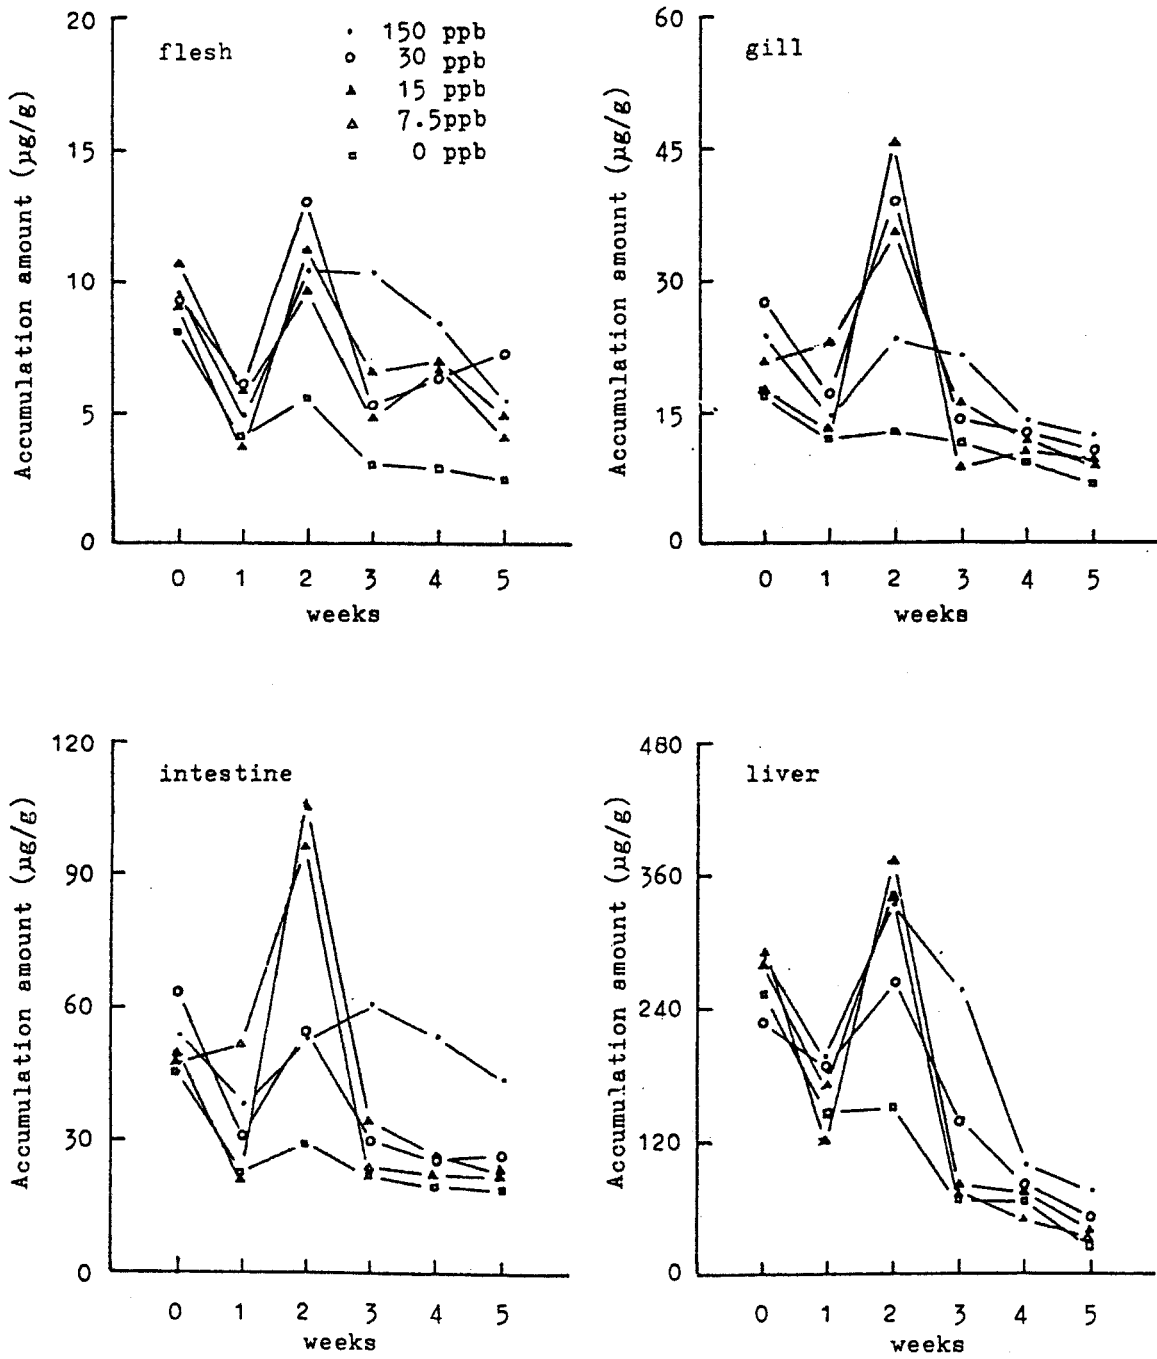 flesh
150 ppb
30 ppb
15 ppb
7.5ppb
0 ppb
Accumulation amount (µg/g)
20
15
10
5
0
0 1 2 3 4 5
weeks
gill
Accumulation amount (µg/g)
60
45
30
15
0
0 1 2 3 4 5
weeks
intestine
Accumulation amount (µg/g)
120
90
60
30
0
0 1 2 3 4 5
weeks
liver
Accumulation amount (µg/g)
480
360
240
120
0
0 1 2 3 4 5
weeks